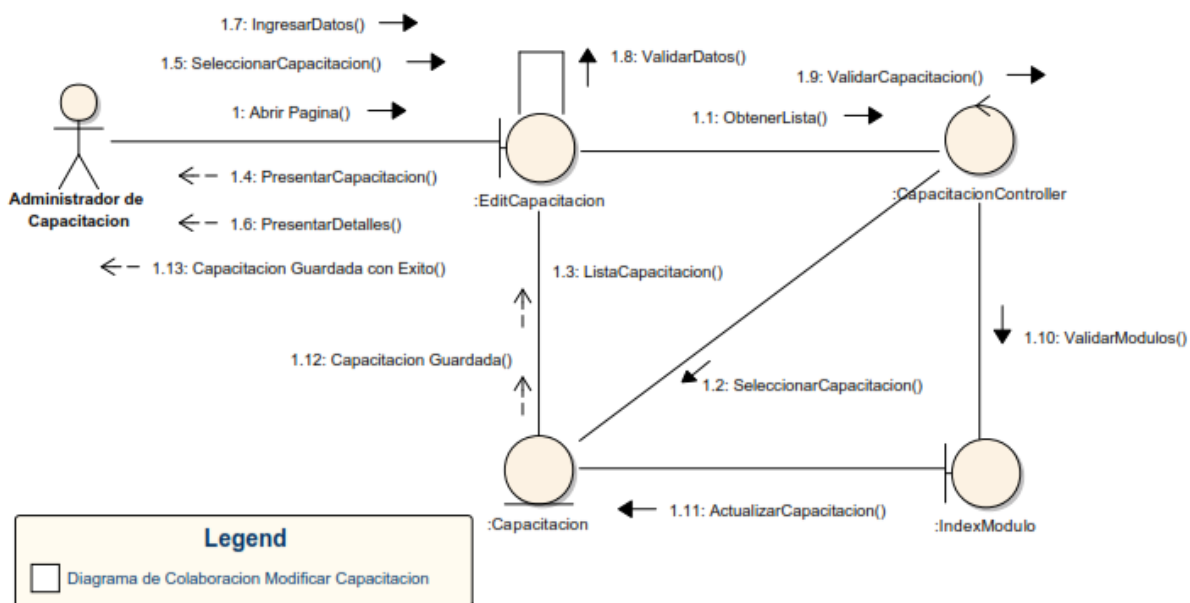 1.7: IngresarDatos()
1.5: SeleccionarCapacitacion()
1.8: ValidarDatos()
1.9: ValidarCapacitacion()
1: Abrir Pagina()
1.1: ObtenerLista()
Administrador de
Capacitacion
1.4: PresentarCapacitacion()
:EditCapacitacion
:CapacitacionController
1.6: PresentarDetalles()
1.13: Capacitacion Guardada con Exito()
1.3: ListaCapacitacion()
1.10: ValidarModulos()
1.12: Capacitacion Guardada()
1.2: SeleccionarCapacitacion()
1.11: ActualizarCapacitacion()
:Capacitacion
:IndexModulo
Legend
Diagrama de Colaboracion Modificar Capacitacion